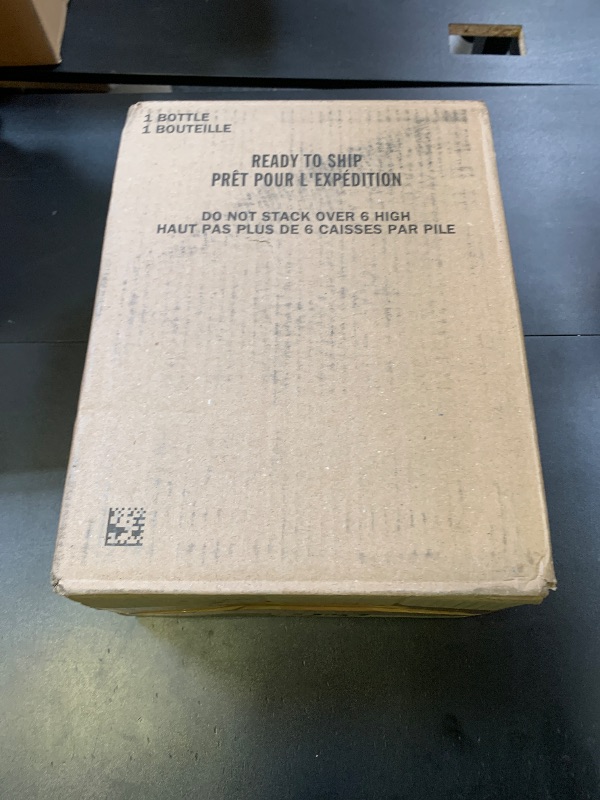 1 BOTTLE
1 BOUTEILLE
READY TO SHIP
PRÊT POUR L'EXPÉDITION
DO NOT STACK OVER 6 HIGH
HAUT PAS PLUS DE 6 CAISSES PAR PILE